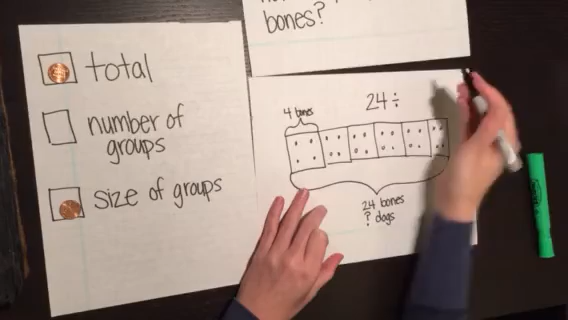 bones?
total
number of
groups
size of groups
24 ÷
4 bones
24 bones
? dogs